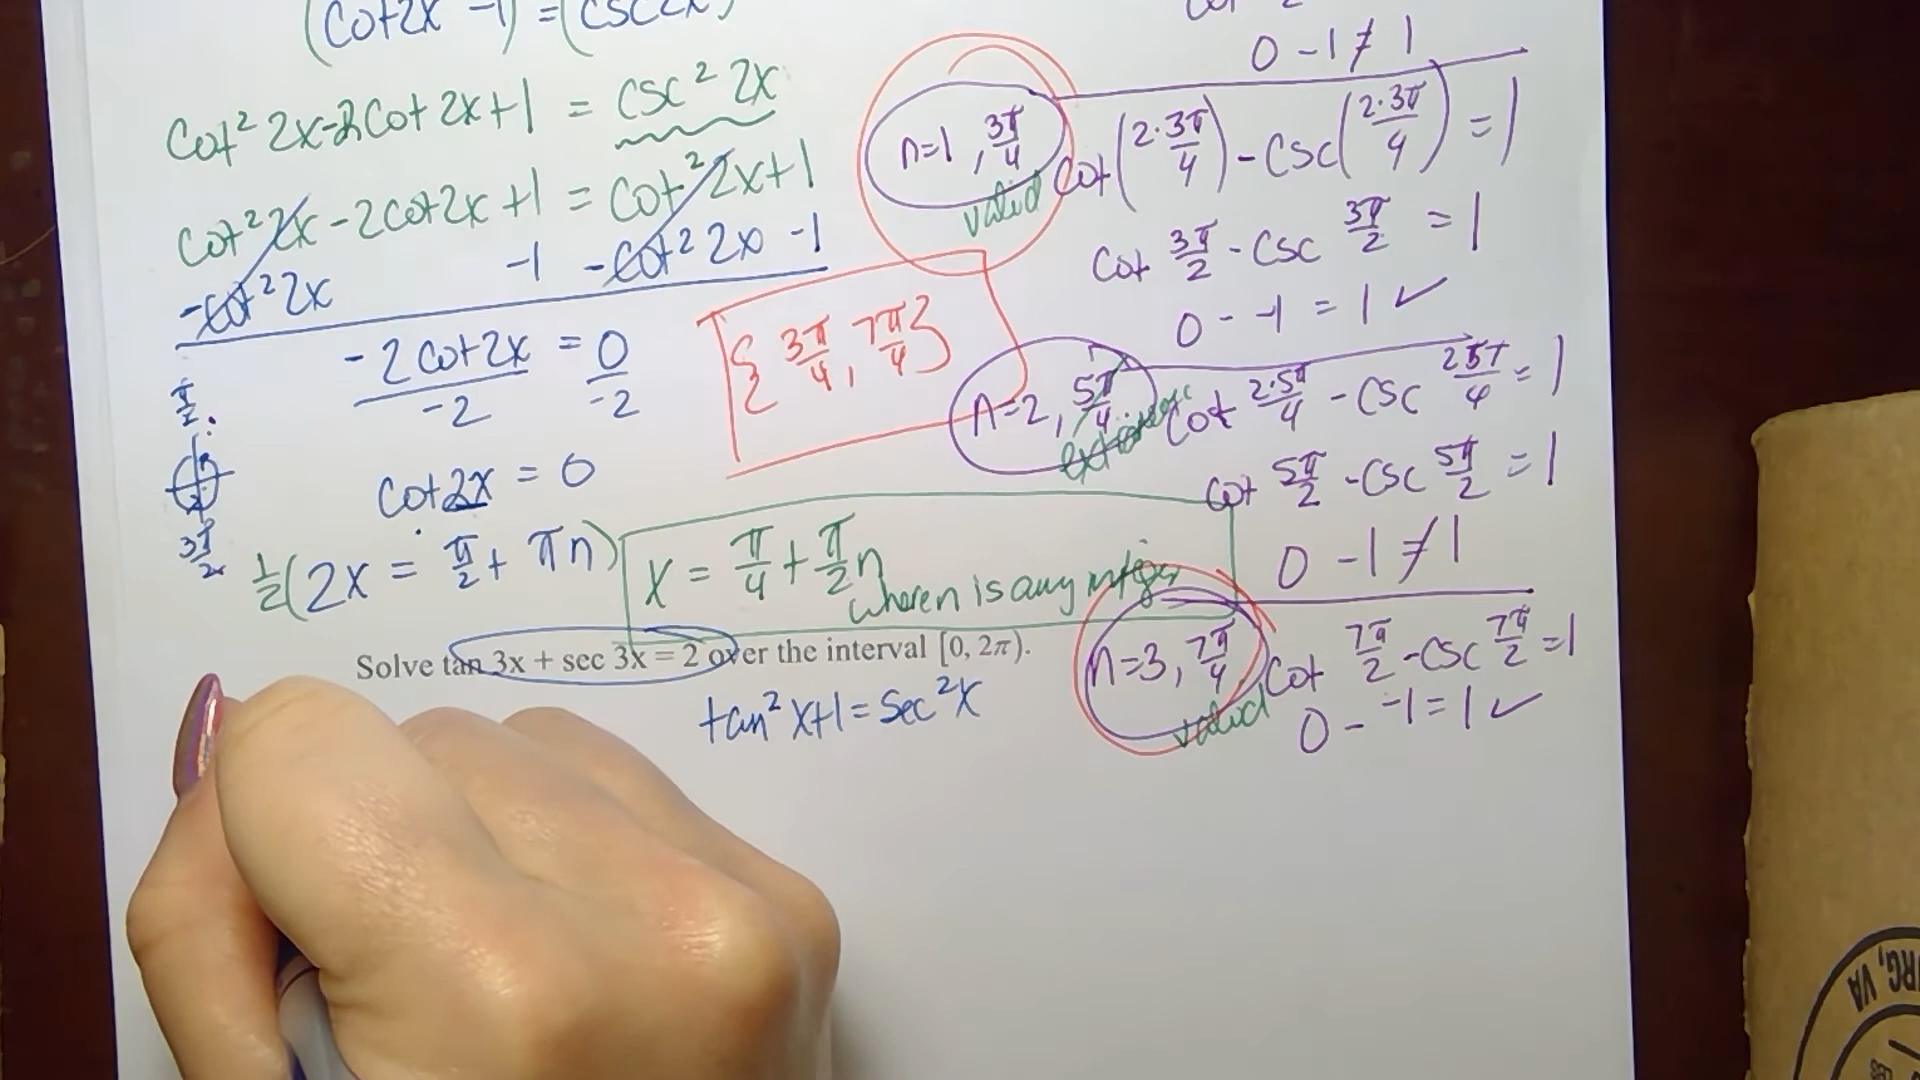 (cot2x -1) = (csc2x)
cot² 2x-2cot 2x+1 = csc² 2x
cot² 2x - 2cot2x +1 = cot² 2x+1
-cot² 2x -1 -cot² 2x -1
-2cot2x = 0
-2 -2
cot2x = 0
π/2
3π/2
1/2(2x = π/2 + πn)
x = π/4 + π/2 n
where n is any integer
{3π/4, 7π/4}
0 -1 ≠ 1
n=1, 3π/4
valid
cot(2·3π/4) - csc(2·3π/4) = 1
cot 3π/2 - csc 3π/2 = 1
0 - -1 = 1 ✓
n=2, 5π/4
cot 2·5π/4 - csc 2·5π/4 = 1
cot 5π/2 - csc 5π/2 = 1
0 -1 ≠ 1
n=3, 7π/4
valid
cot 7π/2 - csc 7π/2 = 1
0 - -1 = 1 ✓
Solve tan 3x + sec 3x = 2 over the interval [0, 2π).
tan² x+1 = sec² x
RG, VA